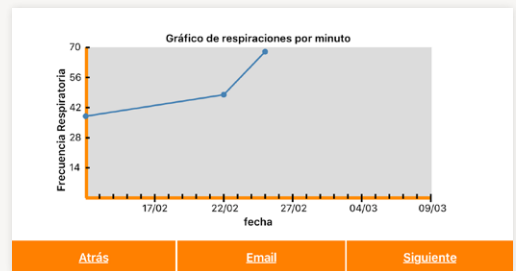 Gráfico de respiraciones por minuto
Frecuencia Respiratoria
70
56
42
28
14
17/02 22/02 27/02 04/03 09/03
fecha
Atrás Email Siguiente